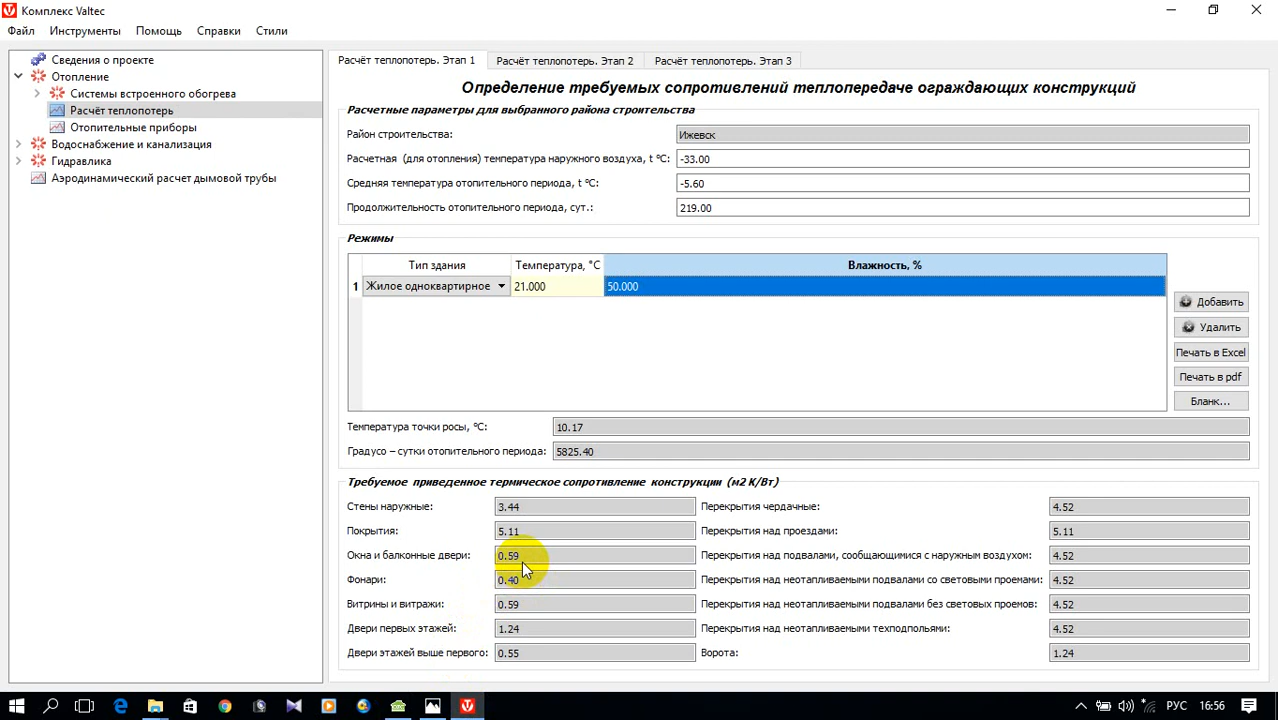 Комплекс Valtec
Файл Инструменты Помощь Справки Стили
Сведения о проекте
Отопление
Системы встроенного обогрева
Расчёт теплопотерь
Отопительные приборы
Водоснабжение и канализация
Гидравлика
Аэродинамический расчет дымовой трубы
Расчёт теплопотерь. Этап 1 Расчёт теплопотерь. Этап 2 Расчёт теплопотерь. Этап 3
Определение требуемых сопротивлений теплопередаче ограждающих конструкций
Расчетные параметры для выбранного района строительства
Район строительства: Ижевск
Расчетная (для отопления) температура наружного воздуха, t °С: -33.00
Средняя температура отопительного периода, t °С: -5.60
Продолжительность отопительного периода, сут.: 219.00
Режимы
Тип здания Температура, °С Влажность, %
1 Жилое одноквартирное 21.000 50.000
Добавить
Удалить
Печать в Excel
Печать в pdf
Бланк...
Температура точки росы, °С: 10.17
Градусо – сутки отопительного периода: 5825.40
Требуемое приведенное термическое сопротивление конструкции (м2 К/Вт)
Стены наружные: 3.44 Перекрытия чердачные: 4.52
Покрытия: 5.11 Перекрытия над проездами: 5.11
Окна и балконные двери: 0.59 Перекрытия над подвалами, сообщающимися с наружным воздухом: 4.52
Фонари: 0.40 Перекрытия над неотапливаемыми подвалами со световыми проемами: 4.52
Витрины и витражи: 0.59 Перекрытия над неотапливаемыми подвалами без световых проемов: 4.52
Двери первых этажей: 1.24 Перекрытия над неотапливаемыми техподпольями: 4.52
Двери этажей выше первого: 0.55 Ворота: 1.24
РУС 16:56